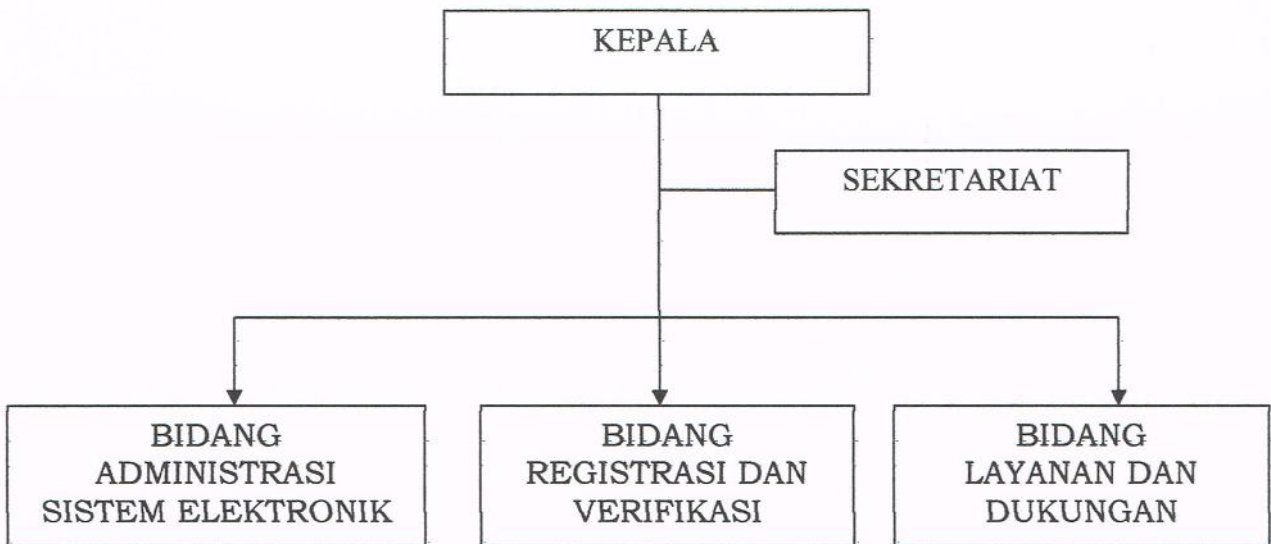 KEPALA
SEKRETARIAT
BIDANG
ADMINISTRASI
SISTEM ELEKTRONIK
BIDANG
REGISTRASI DAN
VERIFIKASI
BIDANG
LAYANAN DAN
DUKUNGAN